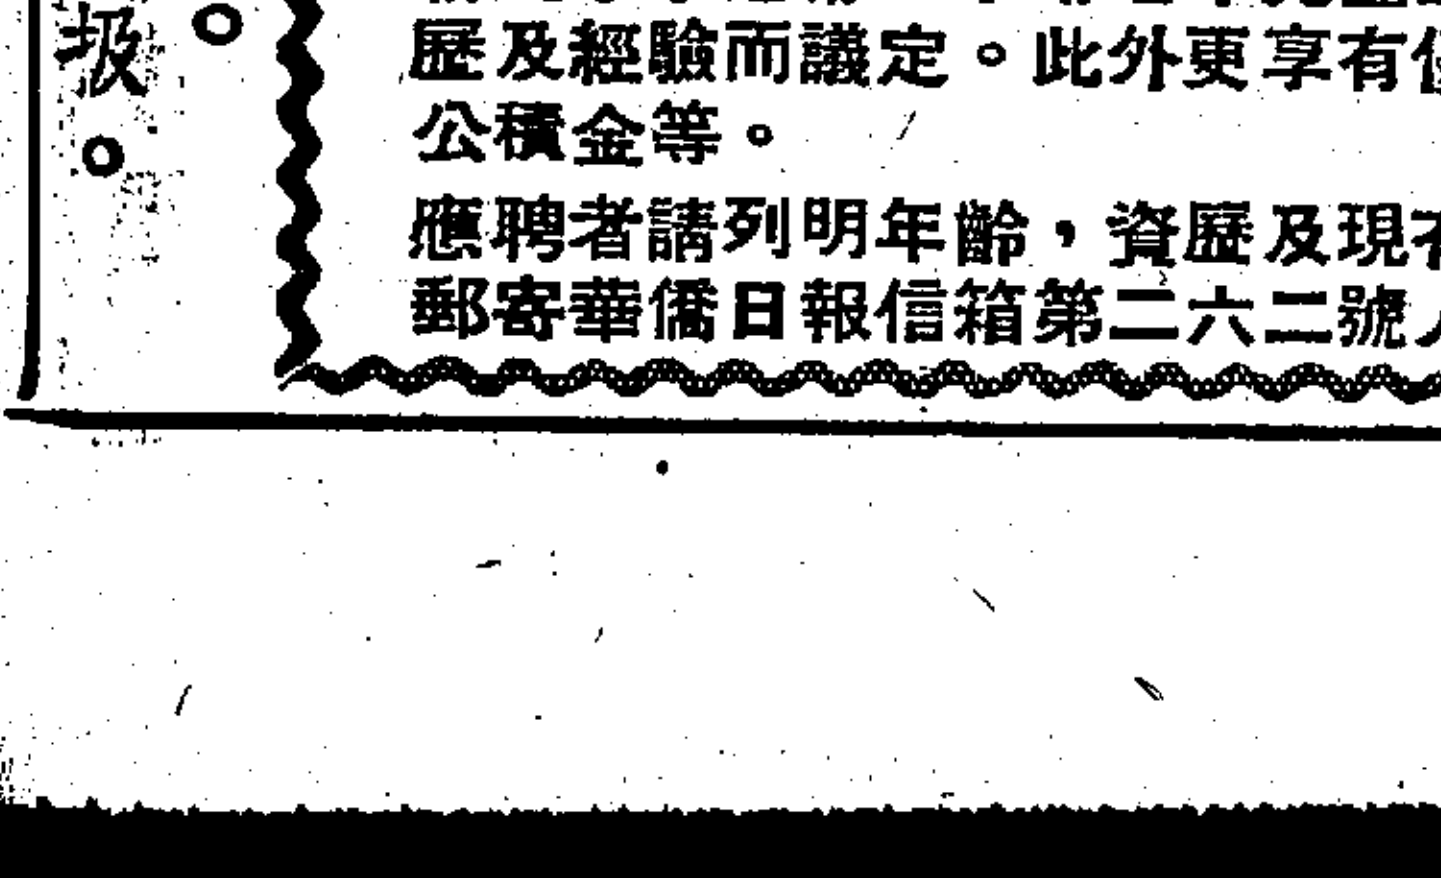 歷及經驗而議定。此外更享有
公積金等。
應聘者請列明年齡，資歷及現有
郵寄華僑日報信箱第二六二號人
圾。